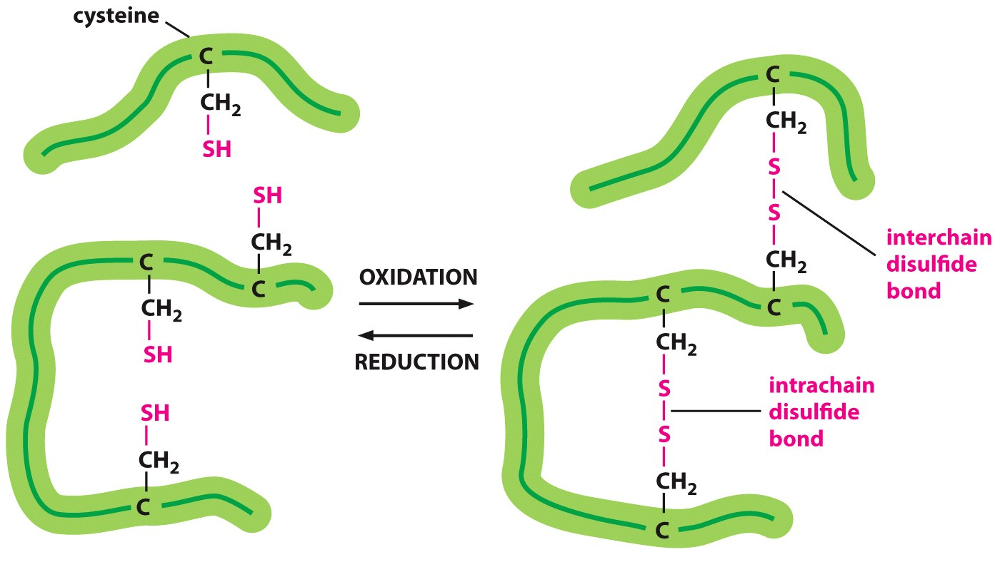 cysteine
C
CH₂
SH
SH
CH₂
C
C
CH₂
SH
SH
CH₂
C
OXIDATION
REDUCTION
C
CH₂
S
S
CH₂
C
interchain
disulfide
bond
C
CH₂
S
S
CH₂
C
intrachain
disulfide
bond